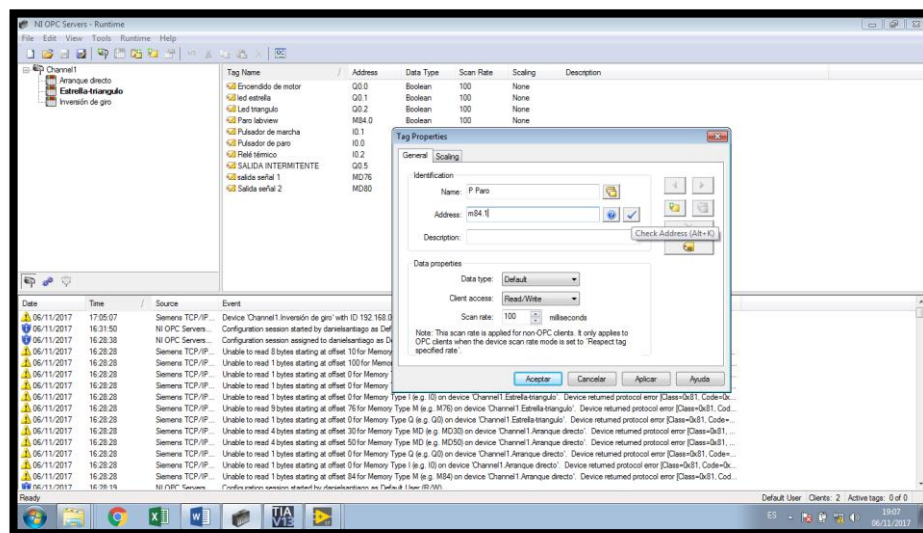 NI OPC Servers - Runtime
File Edit View Tools Runtime Help
Channel1
Arranque directo
Estrella-triangulo
Inversión de giro
Tag Name / Address Data Type Scan Rate Scaling Description
Encendido de motor Q0.0 Boolean 100 None
led estrella Q0.1 Boolean 100 None
Led triangulo Q0.2 Boolean 100 None
Paro labview M84.0 Boolean 100 None
Pulsador de marcha I0.1
Pulsador de paro I0.0
Relé térmico I0.2
SALIDA INTERMITENTE Q0.5
salida señal 1 MD76
Salida señal 2 MD80
Tag Properties
General Scaling
Identification
Name: P Paro
Address: m84.1
Check Address (Alt+K)
Description:
Data properties
Data type: Default
Client access: Read/Write
Scan rate: 100 milliseconds
Note: This scan rate is applied for non-OPC clients. It only applies to
OPC clients when the device scan rate mode is set to 'Respect tag
specified rate'.
Aceptar Cancelar Aplicar Ayuda
Date Time / Source Event
06/11/2017 17:05:07 Siemens TCP/IP... Device 'Channel1.Inversión de giro' with ID 192.168.0
06/11/2017 16:31:50 NI OPC Servers... Configuration session started by danielsantiago as Def
06/11/2017 16:28:38 NI OPC Servers... Configuration session assigned to danielsantiago as D
06/11/2017 16:28:28 Siemens TCP/IP... Unable to read 8 bytes starting at offset 10 for Memory
06/11/2017 16:28:28 Siemens TCP/IP... Unable to read 1 bytes starting at offset 100 for Memor
06/11/2017 16:28:28 Siemens TCP/IP... Unable to read 1 bytes starting at offset 0 for Memory
06/11/2017 16:28:28 Siemens TCP/IP... Unable to read 1 bytes starting at offset 0 for Memory Type I (e.g. I0) on device 'Channel1.Estrella-triangulo'. Device returned protocol error [Class=0x81, Code=0x...
06/11/2017 16:28:28 Siemens TCP/IP... Unable to read 9 bytes starting at offset 76 for Memory Type M (e.g. M76) on device 'Channel1.Estrella-triangulo'. Device returned protocol error [Class=0x81, Cod...
06/11/2017 16:28:28 Siemens TCP/IP... Unable to read 1 bytes starting at offset 0 for Memory Type Q (e.g. Q0) on device 'Channel1.Estrella-triangulo'. Device returned protocol error [Class=0x81, Code=...
06/11/2017 16:28:28 Siemens TCP/IP... Unable to read 4 bytes starting at offset 30 for Memory Type MD (e.g. MD30) on device 'Channel1.Arranque directo'. Device returned protocol error [Class=0x81, ...
06/11/2017 16:28:28 Siemens TCP/IP... Unable to read 4 bytes starting at offset 50 for Memory Type MD (e.g. MD50) on device 'Channel1.Arranque directo'. Device returned protocol error [Class=0x81, ...
06/11/2017 16:28:28 Siemens TCP/IP... Unable to read 1 bytes starting at offset 0 for Memory Type Q (e.g. Q0) on device 'Channel1.Arranque directo'. Device returned protocol error [Class=0x81, Code=...
06/11/2017 16:28:28 Siemens TCP/IP... Unable to read 1 bytes starting at offset 0 for Memory Type I (e.g. I0) on device 'Channel1.Arranque directo'. Device returned protocol error [Class=0x81, Code=0x...
06/11/2017 16:28:28 Siemens TCP/IP... Unable to read 1 bytes starting at offset 84 for Memory Type M (e.g. M84) on device 'Channel1.Arranque directo'. Device returned protocol error [Class=0x81, Cod...
06/11/2017 16:28:19 NI OPC Servers... Configuration session started by danielsantiago as Default User (R/W).
Ready Default User Clients: 2 Active tags: 0 of 0
TIA V13 ES 19:07
06/11/2017